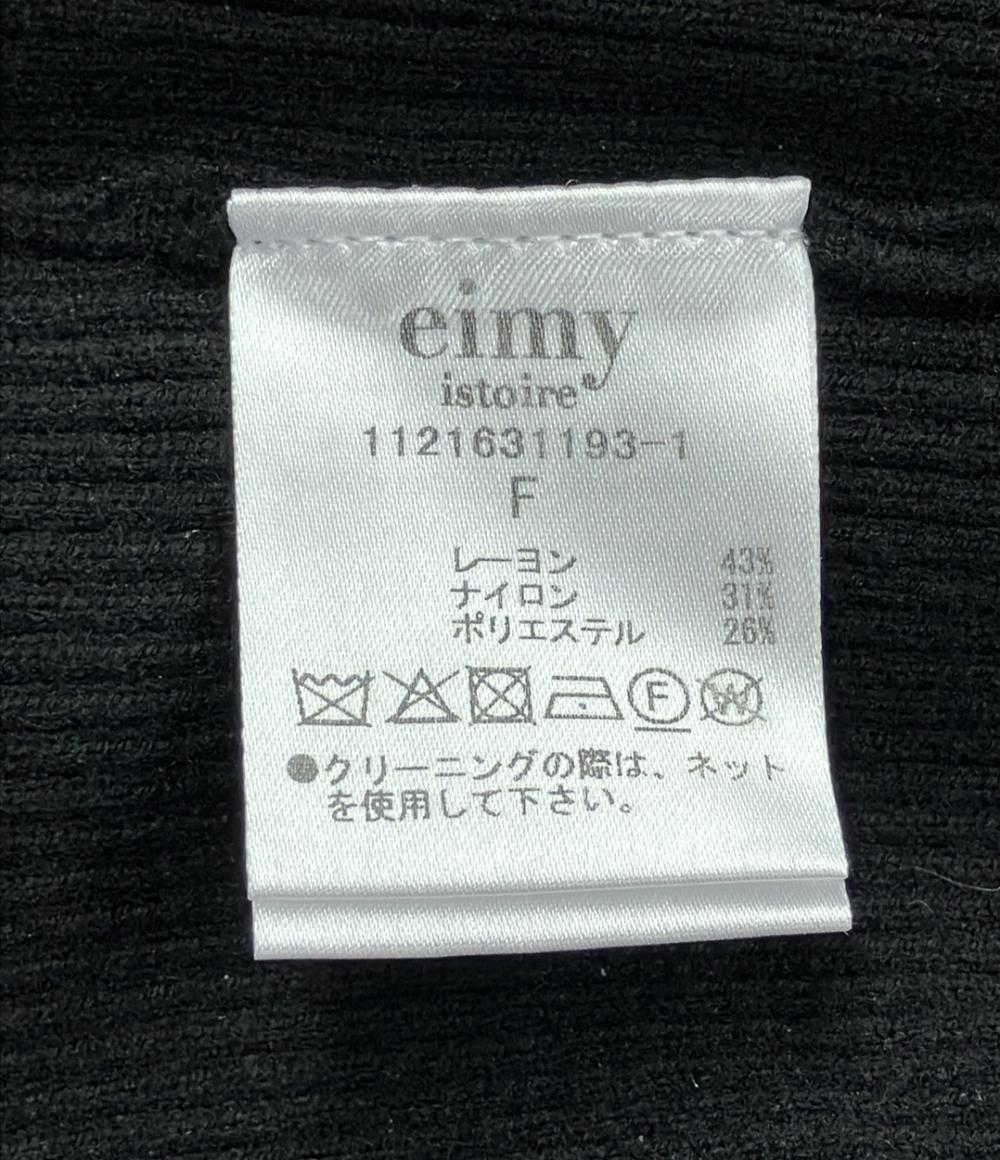 eimy
istoire®
1121631193-1
F
レーヨン 43%
ナイロン 31%
ポリエステル 26%
F W
●クリーニングの際は、ネット
を使用して下さい。